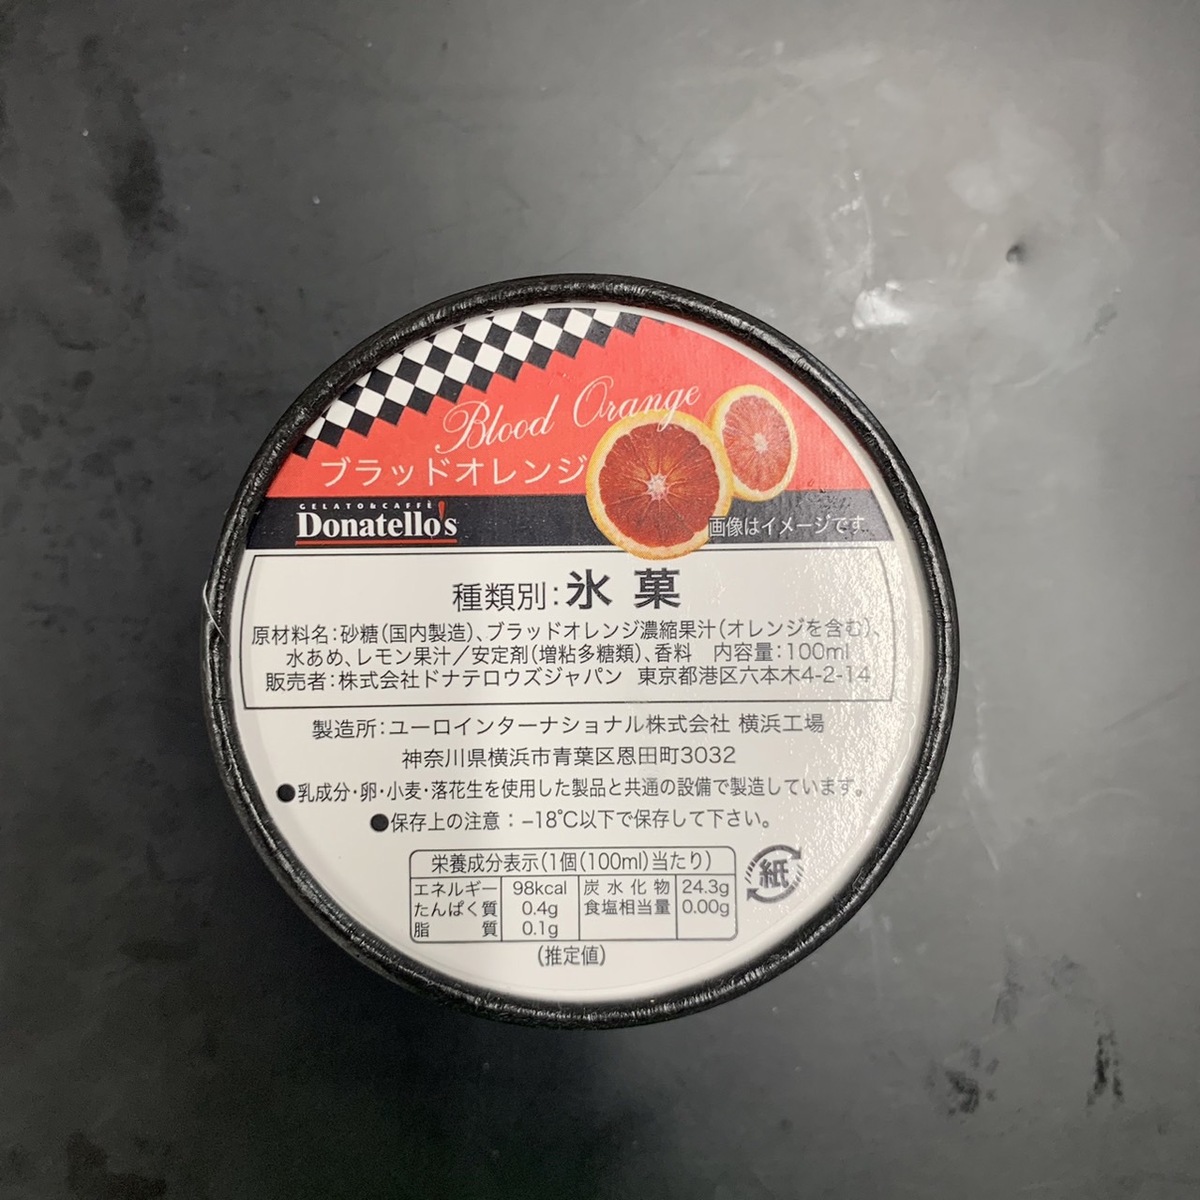 Blood Orange
ブラッドオレンジ
GELATO&CAFFÈ
Donatello's
画像はイメージです
種類別:氷菓
原材料名:砂糖(国内製造)、ブラッドオレンジ濃縮果汁(オレンジを含む)、
水あめ、レモン果汁/安定剤(増粘多糖類)、香料 内容量:100ml
販売者:株式会社ドナテロウズジャパン 東京都港区六本木4-2-14
製造所:ユーロインターナショナル株式会社 横浜工場
神奈川県横浜市青葉区恩田町3032
●乳成分・卵・小麦・落花生を使用した製品と共通の設備で製造しています。
●保存上の注意:−18℃以下で保存して下さい。
栄養成分表示(1個(100ml)当たり)
エネルギー 98kcal 炭水化物 24.3g
たんぱく質 0.4g 食塩相当量 0.00g
脂質 0.1g
(推定値)
紙